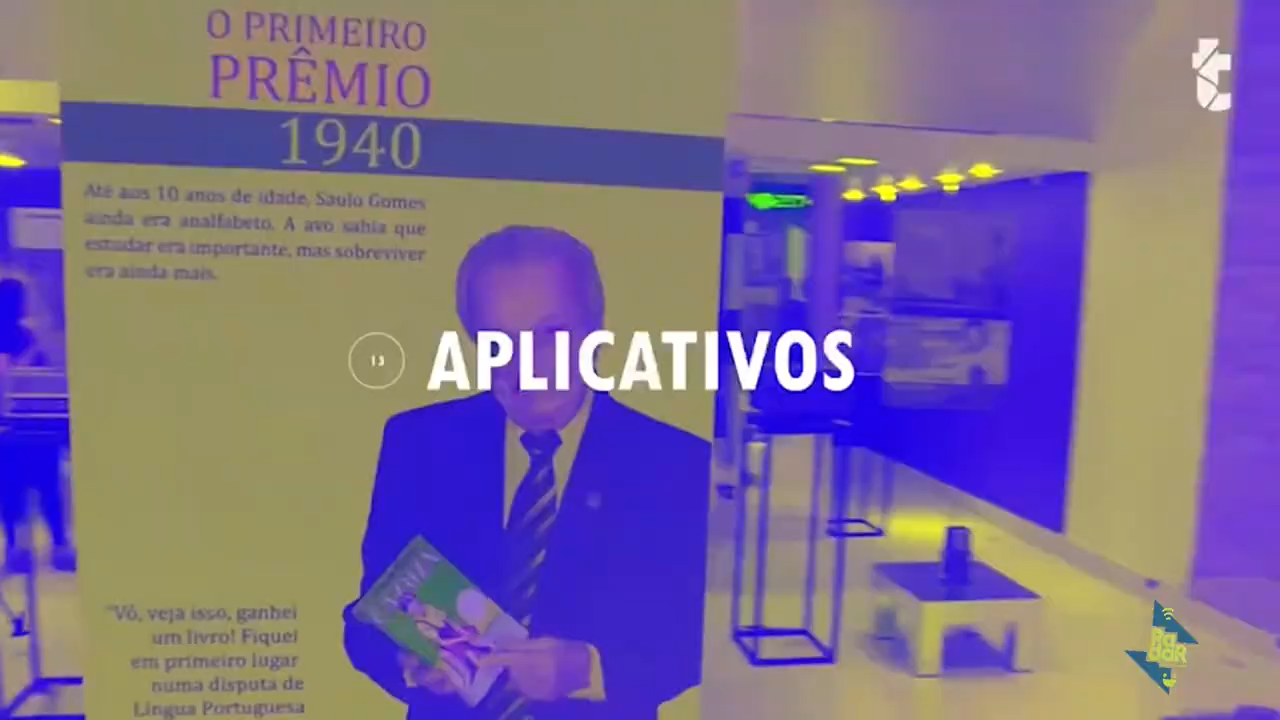 O PRIMEIRO
PRÊMIO
1940
Até aos 10 anos de idade, Saulo Gomes
ainda era analfabeto. A avo sabia que
estudar era importante, mas sobreviver
era ainda mais.
13 APLICATIVOS
"Vó, veja isso, ganhei
um livro! Fiquei
em primeiro lugar
numa disputa de
Língua Portuguesa
RadaR